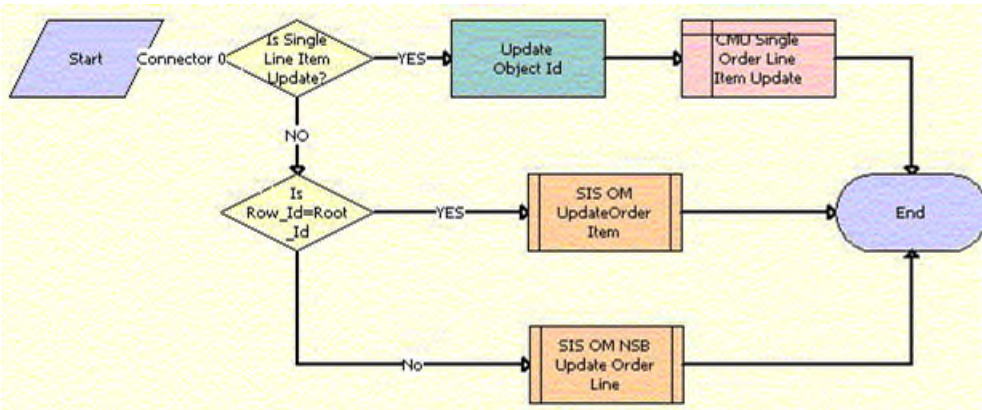 Start
Connector 0
Is Single
Line Item
Update?
YES
Update
Object Id
CMU Single
Order Line
Item Update
NO
Is
Row_Id=Root
_Id
YES
SIS OM
UpdateOrder
Item
End
No
SIS OM NSB
Update Order
Line